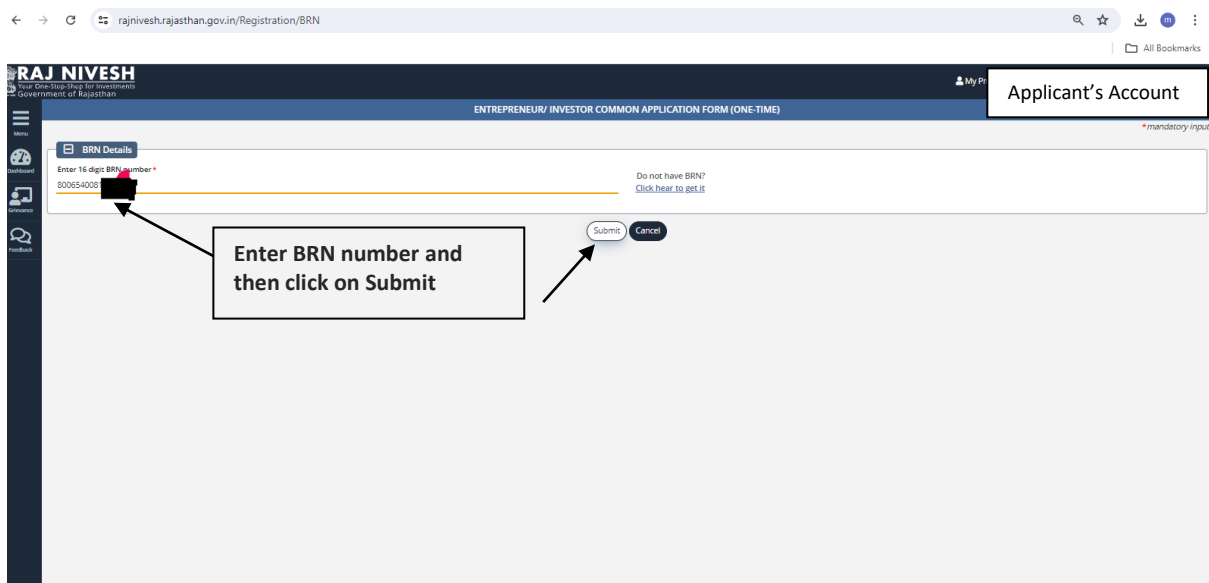 rajnivesh.rajasthan.gov.in/Registration/BRN
m
All Bookmarks
RAJ NIVESH
Your One-Stop-Shop for Investments
Government of Rajasthan
My Pr
Applicant's Account
ENTREPRENEUR/ INVESTOR COMMON APPLICATION FORM (ONE-TIME)
*mandatory input
Menu
Dashboard
Grievance
Feedback
BRN Details
Enter 16 digit BRN number*
800654008
Do not have BRN?
Click hear to get it
Submit Cancel
Enter BRN number and
then click on Submit